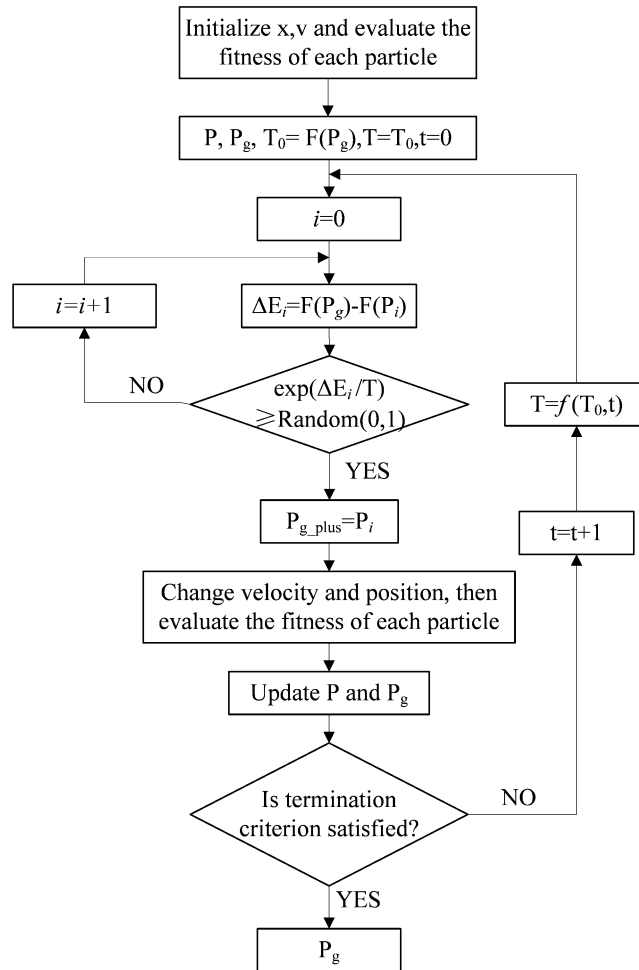 Initialize x,v and evaluate the
fitness of each particle
P, Pg, T0= F(Pg),T=T0,t=0
i=0
i=i+1
ΔEi=F(Pg)-F(Pi)
NO
exp(ΔEi/T)
≥Random(0,1)
T=f(T0,t)
YES
Pg_plus=Pi
t=t+1
Change velocity and position, then
evaluate the fitness of each particle
Update P and Pg
Is termination
criterion satisfied?
NO
YES
Pg